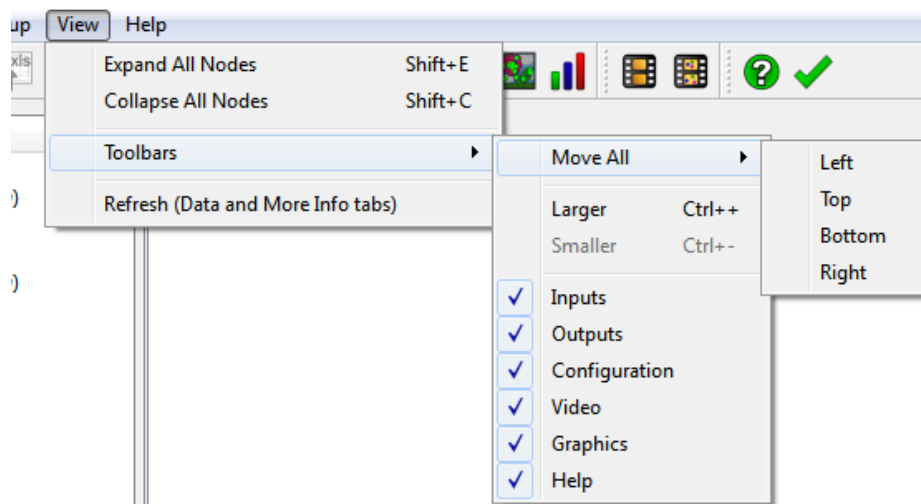 up View Help
xls
Expand All Nodes Shift+E
Collapse All Nodes Shift+C
Toolbars
Refresh (Data and More Info tabs)
Move All
Larger Ctrl++
Smaller Ctrl+-
Inputs
Outputs
Configuration
Video
Graphics
Help
Left
Top
Bottom
Right